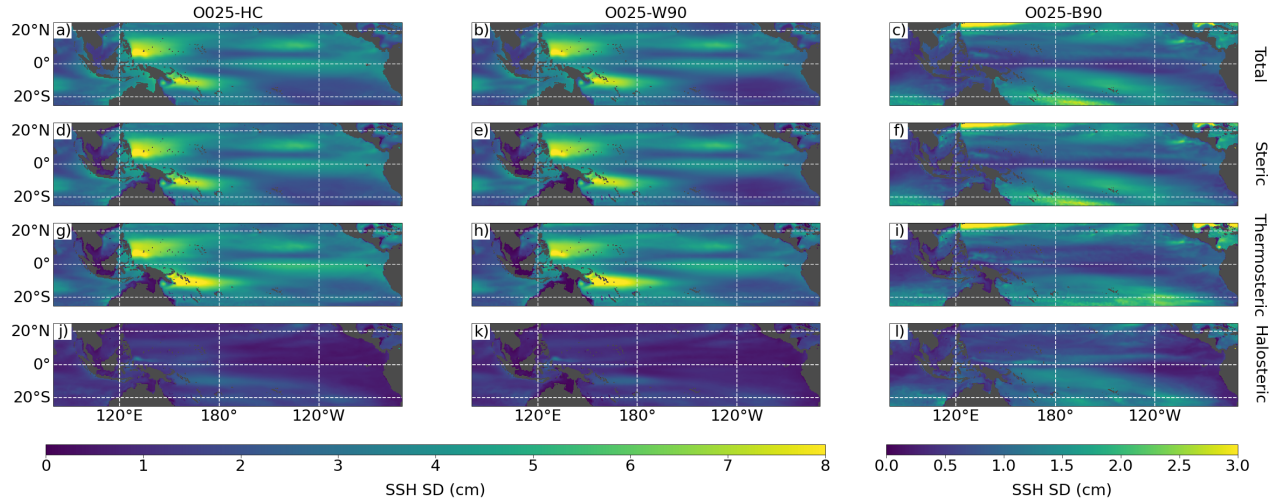 O025-HC O025-W90 O025-B90
20°N a) b) c) Total
0°
20°S
20°N d) e) f) Steric
0°
20°S
20°N g) h) i) Thermosteric
0°
20°S
20°N j) k) l) Halosteric
0°
20°S
120°E 180° 120°W 120°E 180° 120°W 120°E 180° 120°W
0 1 2 3 4 5 6 7 8 0.0 0.5 1.0 1.5 2.0 2.5 3.0
SSH SD (cm) SSH SD (cm)